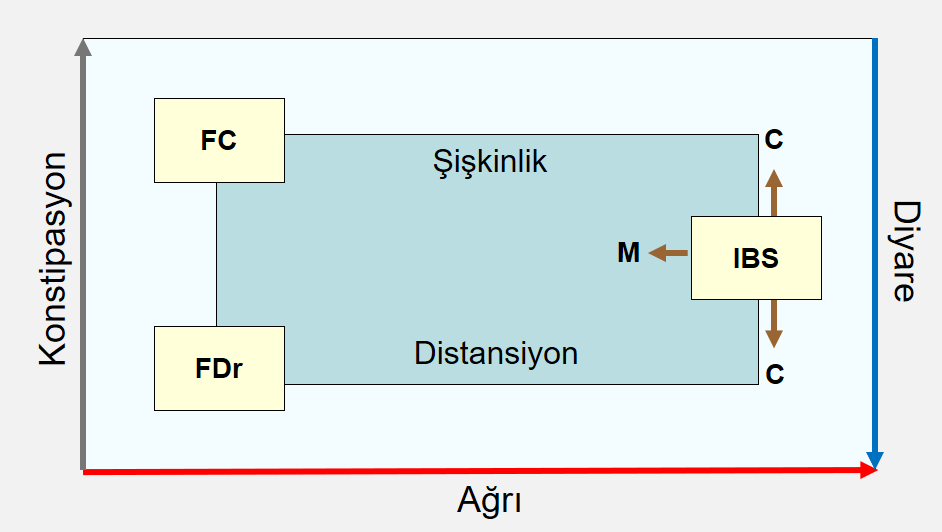 FC
C
Şişkinlik
Konstipasyon
Diyare
M
IBS
Distansiyon
FDr
C
Ağrı